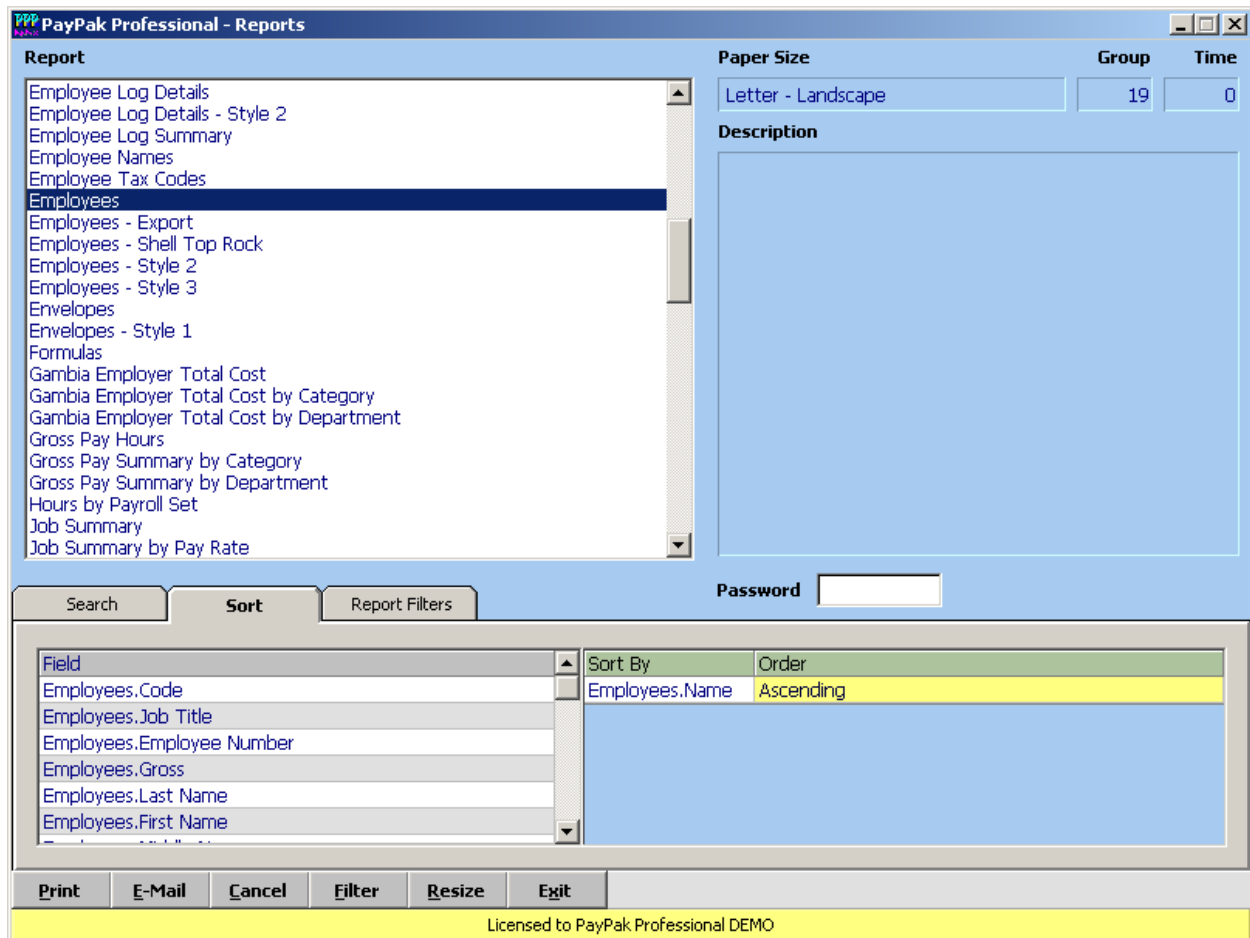 PayPak Professional - Reports
Report
Employee Log Details
Employee Log Details - Style 2
Employee Log Summary
Employee Names
Employee Tax Codes
Employees
Employees - Export
Employees - Shell Top Rock
Employees - Style 2
Employees - Style 3
Envelopes
Envelopes - Style 1
Formulas
Gambia Employer Total Cost
Gambia Employer Total Cost by Category
Gambia Employer Total Cost by Department
Gross Pay Hours
Gross Pay Summary by Category
Gross Pay Summary by Department
Hours by Payroll Set
Job Summary
Job Summary by Pay Rate
Paper Size Group Time
Letter - Landscape 19 0
Description
Password
Search Sort Report Filters
Field
Employees.Code
Employees.Job Title
Employees.Employee Number
Employees.Gross
Employees.Last Name
Employees.First Name
Sort By Order
Employees.Name Ascending
Print E-Mail Cancel Filter Resize Exit
Licensed to PayPak Professional DEMO